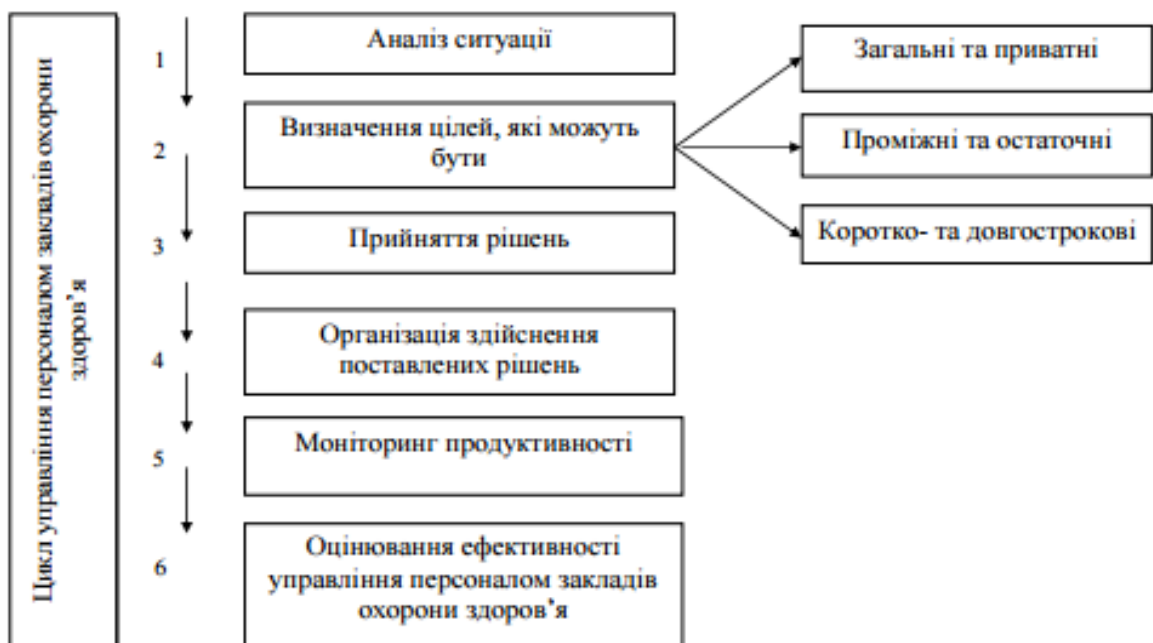 Цикл управління персоналом закладів охорони
здоров’я
1
Аналіз ситуації
2
Визначення цілей, які можуть
бути
Загальні та приватні
Проміжні та остаточні
Коротко- та довгострокові
3
Прийняття рішень
4
Організація здійснення
поставлених рішень
5
Моніторинг продуктивності
6
Оцінювання ефективності
управління персоналом закладів
охорони здоров’я